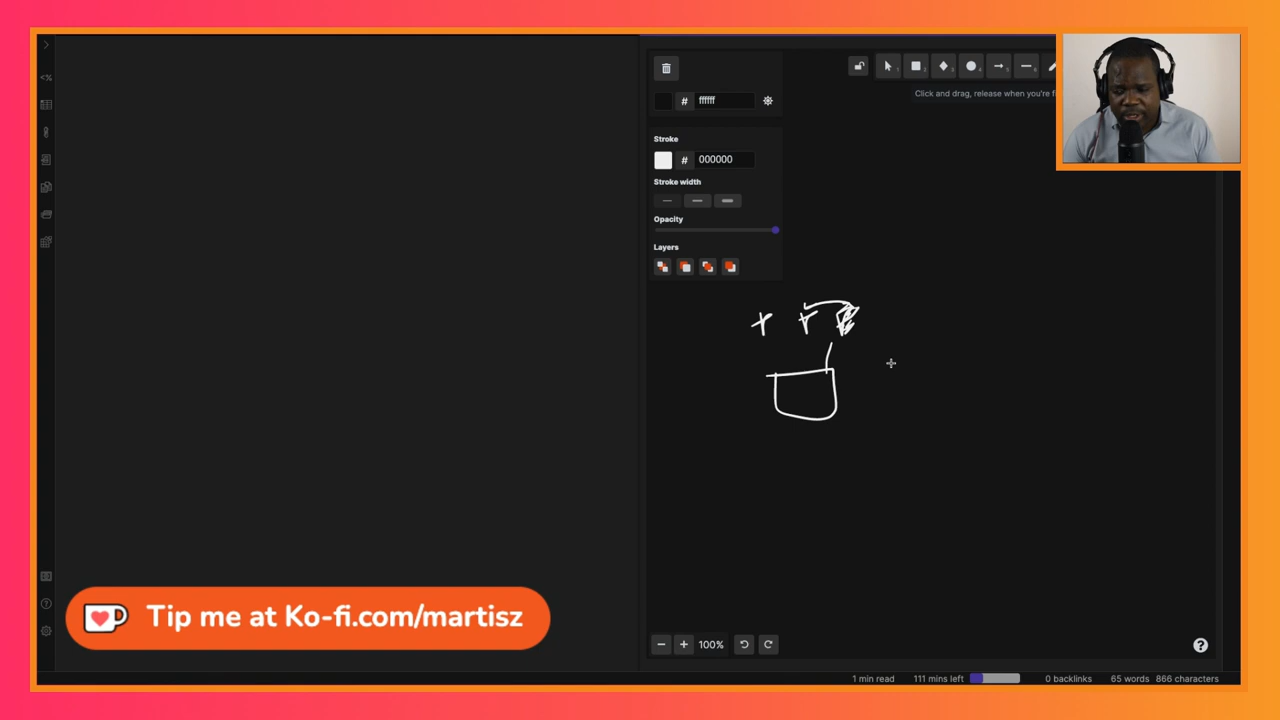 # ffffff
Click and drag, release when you're fi
Stroke
# 000000
Stroke width
Opacity
Layers
Tip me at Ko-fi.com/martisz
100%
1 min read 111 mins left 0 backlinks 65 words 866 characters